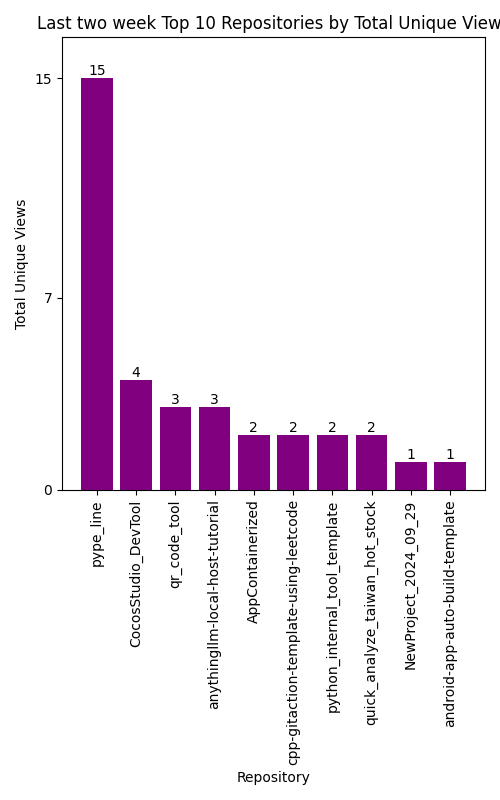 Last two week Top 10 Repositories by Total Unique View
15
7
0
Total Unique Views
15
4
3
3
2
2
2
2
1
1
pype_line
CocosStudio_DevTool
qr_code_tool
anythingllm-local-host-tutorial
AppContainerized
cpp-gitaction-template-using-leetcode
python_internal_tool_template
quick_analyze_taiwan_hot_stock
NewProject_2024_09_29
android-app-auto-build-template
Repository